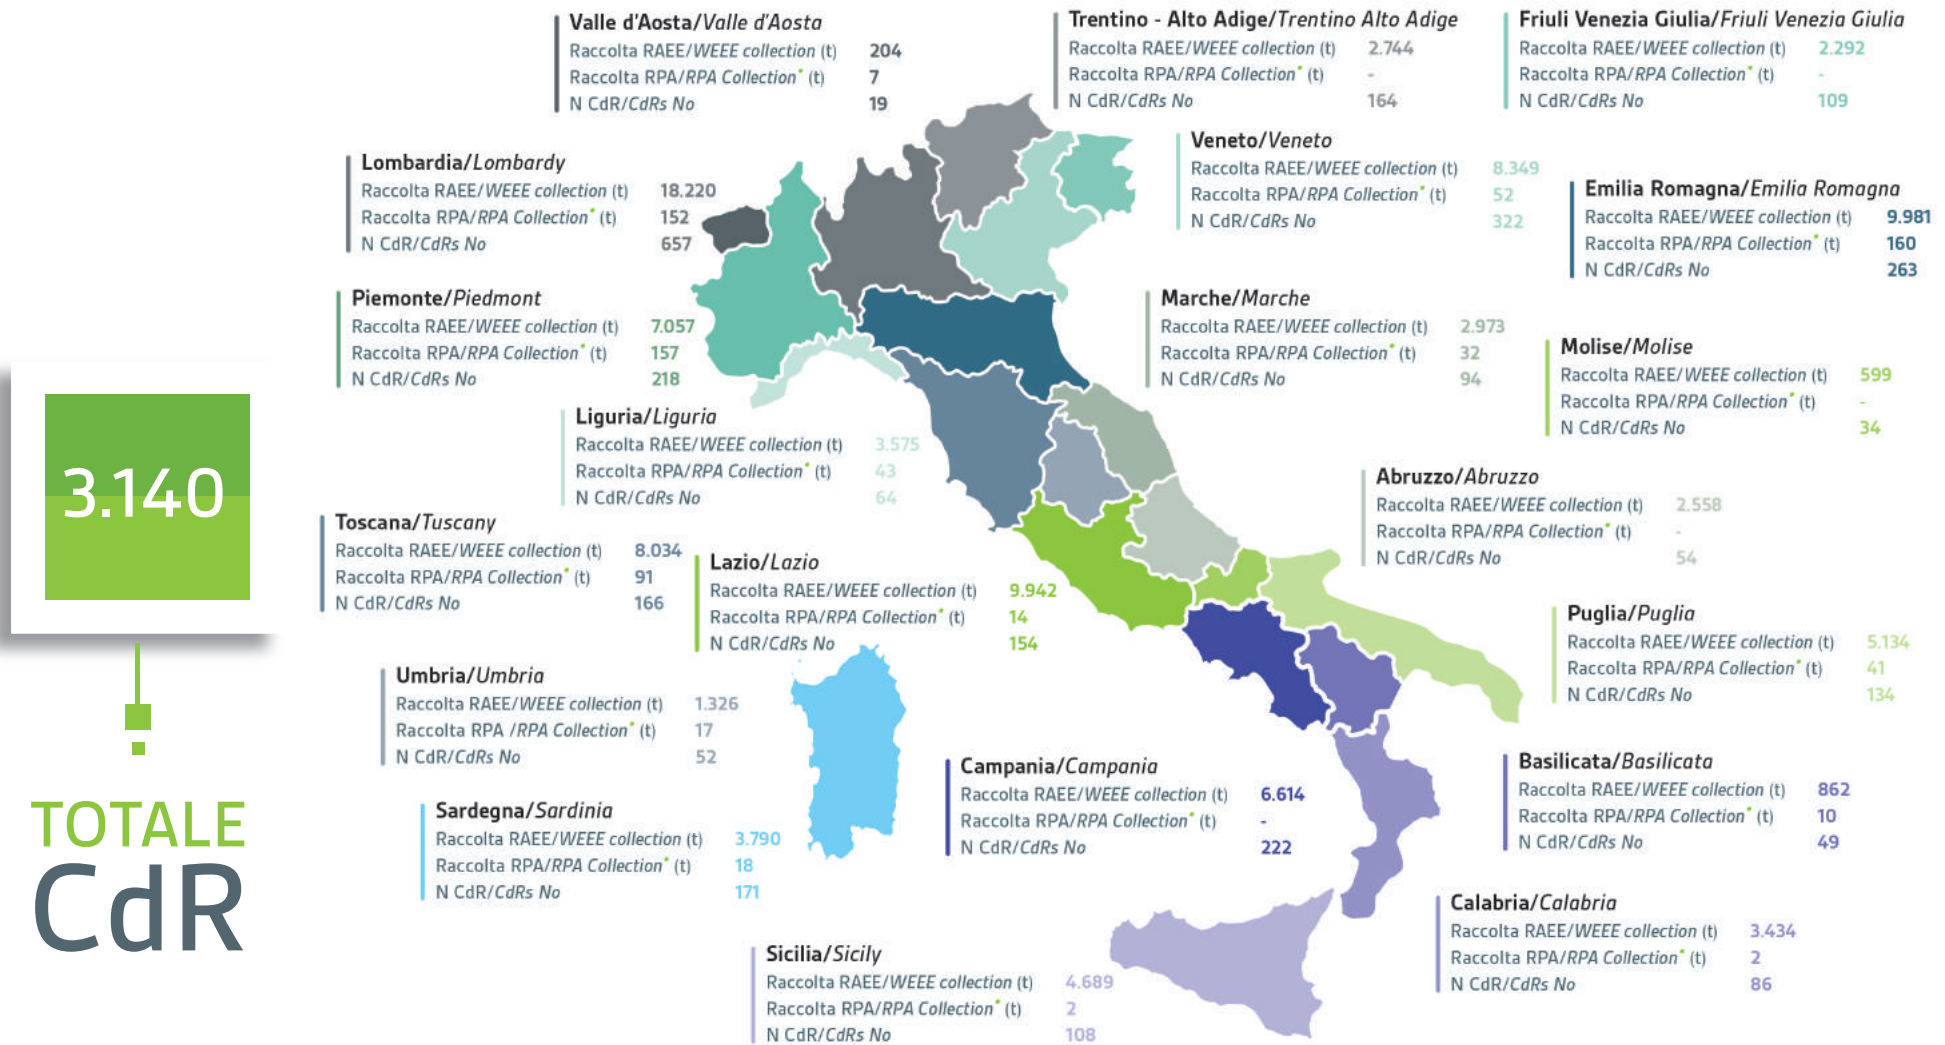 Valle d'Aosta/Valle d'Aosta
Raccolta RAEE/WEEE collection (t) 204
Raccolta RPA/RPA Collection* (t) 7
N CdR/CdRs No 19
Trentino - Alto Adige/Trentino Alto Adige
Raccolta RAEE/WEEE collection (t) 2.744
Raccolta RPA/RPA Collection* (t) -
N CdR/CdRs No 164
Friuli Venezia Giulia/Friuli Venezia Giulia
Raccolta RAEE/WEEE collection (t) 2.292
Raccolta RPA/RPA Collection* (t) -
N CdR/CdRs No 109
Lombardia/Lombardy
Raccolta RAEE/WEEE collection (t) 18.220
Raccolta RPA/RPA Collection* (t) 152
N CdR/CdRs No 657
Veneto/Veneto
Raccolta RAEE/WEEE collection (t) 8.349
Raccolta RPA/RPA Collection* (t) 52
N CdR/CdRs No 322
Emilia Romagna/Emilia Romagna
Raccolta RAEE/WEEE collection (t) 9.981
Raccolta RPA/RPA Collection* (t) 160
N CdR/CdRs No 263
Piemonte/Piedmont
Raccolta RAEE/WEEE collection (t) 7.057
Raccolta RPA/RPA Collection* (t) 157
N CdR/CdRs No 218
Marche/Marche
Raccolta RAEE/WEEE collection (t) 2.973
Raccolta RPA/RPA Collection* (t) 32
N CdR/CdRs No 94
Molise/Molise
Raccolta RAEE/WEEE collection (t) 599
Raccolta RPA/RPA Collection* (t) -
N CdR/CdRs No 34
Liguria/Liguria
Raccolta RAEE/WEEE collection (t) 3.575
Raccolta RPA/RPA Collection* (t) 43
N CdR/CdRs No 64
Abruzzo/Abruzzo
Raccolta RAEE/WEEE collection (t) 2.558
Raccolta RPA/RPA Collection* (t) -
N CdR/CdRs No 54
3.140
TOTALE
CdR
Toscana/Tuscany
Raccolta RAEE/WEEE collection (t) 8.034
Raccolta RPA/RPA Collection* (t) 91
N CdR/CdRs No 166
Lazio/Lazio
Raccolta RAEE/WEEE collection (t) 9.942
Raccolta RPA/RPA Collection* (t) 14
N CdR/CdRs No 154
Puglia/Puglia
Raccolta RAEE/WEEE collection (t) 5.134
Raccolta RPA/RPA Collection* (t) 41
N CdR/CdRs No 134
Umbria/Umbria
Raccolta RAEE/WEEE collection (t) 1.326
Raccolta RPA /RPA Collection* (t) 17
N CdR/CdRs No 52
Campania/Campania
Raccolta RAEE/WEEE collection (t) 6.614
Raccolta RPA/RPA Collection* (t) -
N CdR/CdRs No 222
Basilicata/Basilicata
Raccolta RAEE/WEEE collection (t) 862
Raccolta RPA/RPA Collection* (t) 10
N CdR/CdRs No 49
Sardegna/Sardinia
Raccolta RAEE/WEEE collection (t) 3.790
Raccolta RPA/RPA Collection* (t) 18
N CdR/CdRs No 171
Calabria/Calabria
Raccolta RAEE/WEEE collection (t) 3.434
Raccolta RPA/RPA Collection* (t) 2
N CdR/CdRs No 86
Sicilia/Sicily
Raccolta RAEE/WEEE collection (t) 4.689
Raccolta RPA/RPA Collection* (t) 2
N CdR/CdRs No 108